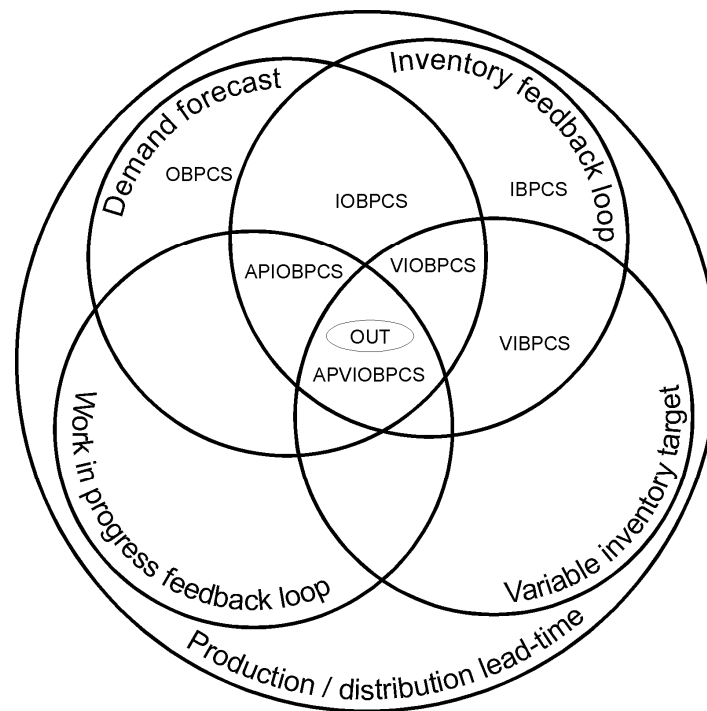 Demand forecast
Inventory feedback loop
OBPCS
IOBPCS
IBPCS
APIOBPCS
VIOBPCS
OUT
VIBPCS
APVIOBPCS
Work in progress feedback loop
Variable inventory target
Production / distribution lead-time